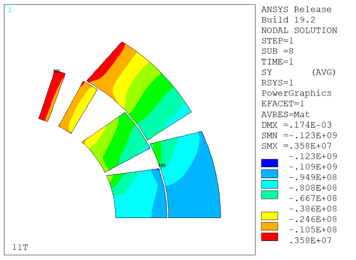 1
ANSYS Release
Build 19.2
NODAL SOLUTION
STEP=1
SUB =8
TIME=1
SY (AVG)
RSYS=1
PowerGraphics
EFACET=1
AVRES=Mat
DMX =.174E-03
SMN =-.123E+09
SMX =.358E+07
-.123E+09
-.109E+09
-.949E+08
-.808E+08
-.667E+08
-.386E+08
-.246E+08
-.105E+08
.358E+07
11T